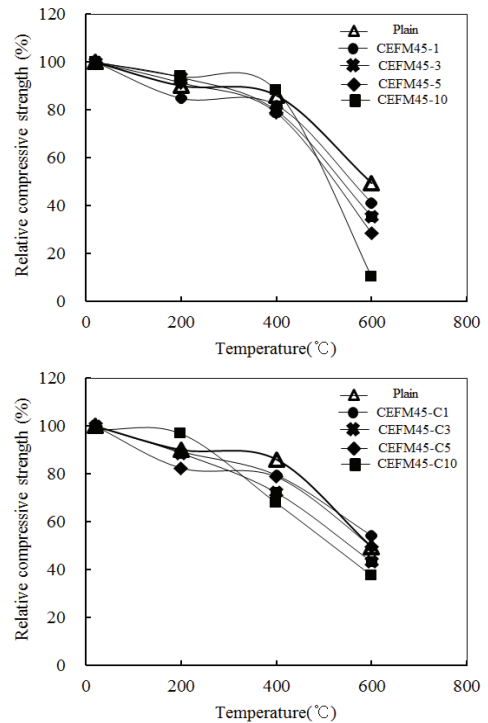 Relative compressive strength (%)
120
100
80
60
40
20
0
0 200 400 600 800
Temperature(℃)
Plain
CEFM45-1
CEFM45-3
CEFM45-5
CEFM45-10
Relative compressive strength (%)
120
100
80
60
40
20
0
0 200 400 600 800
Temperature(℃)
Plain
CEFM45-C1
CEFM45-C3
CEFM45-C5
CEFM45-C10